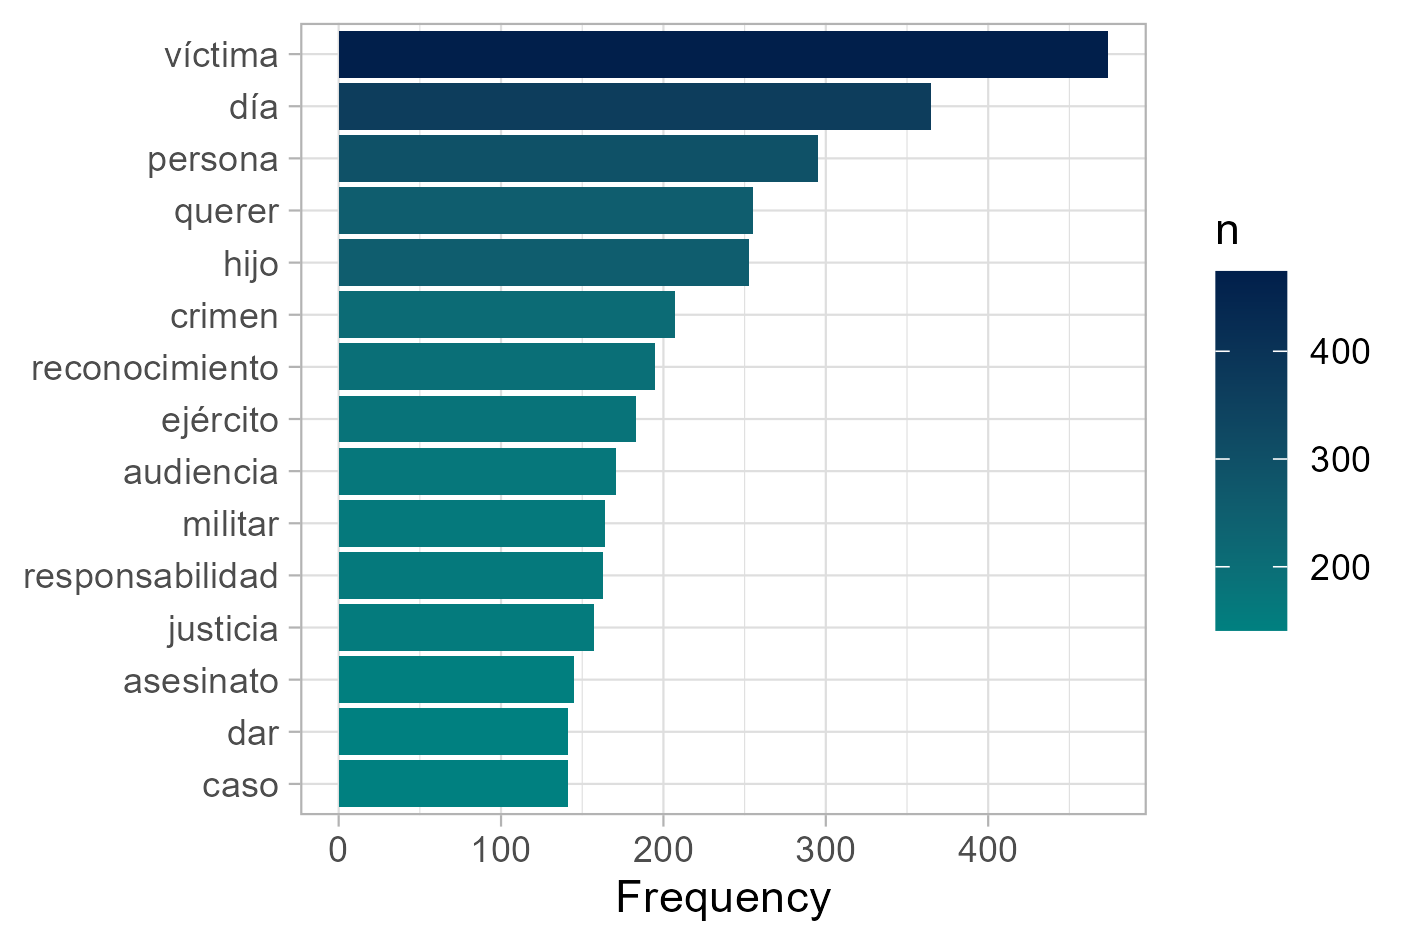 víctima
día
persona
querer
hijo
crimen
reconocimiento
ejército
audiencia
militar
responsabilidad
justicia
asesinato
dar
caso
0 100 200 300 400
Frequency
n
400
300
200